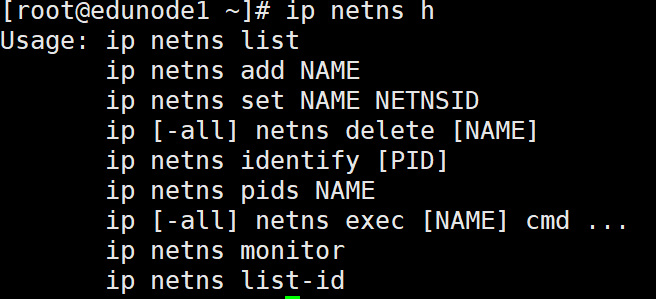 [root@edunode1 ~]# ip netns h
Usage: ip netns list
       ip netns add NAME
       ip netns set NAME NETNSID
       ip [-all] netns delete [NAME]
       ip netns identify [PID]
       ip netns pids NAME
       ip [-all] netns exec [NAME] cmd ...
       ip netns monitor
       ip netns list-id